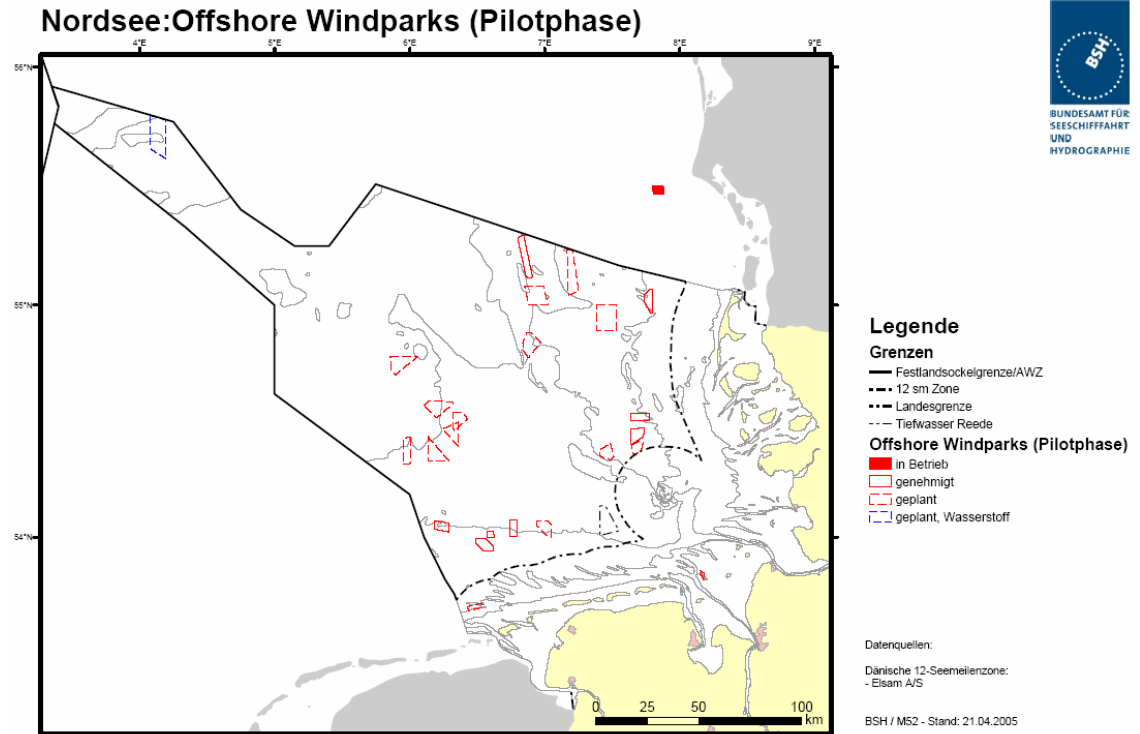 Nordsee:Offshore Windparks (Pilotphase)
4°E 5°E 6°E 7°E 8°E 9°E
56°N
55°N
54°N
BSH
BUNDESAMT FÜR
SEESCHIFFFAHRT
UND
HYDROGRAPHIE
Legende
Grenzen
Festlandsockelgrenze/AWZ
12 sm Zone
Landesgrenze
Tiefwasser Reede
Offshore Windparks (Pilotphase)
in Betrieb
genehmigt
geplant
geplant, Wasserstoff
Datenquellen:
Dänische 12-Seemeilenzone:
- Elsam A/S
BSH / M52 - Stand: 21.04.2005
0 25 50 100
km